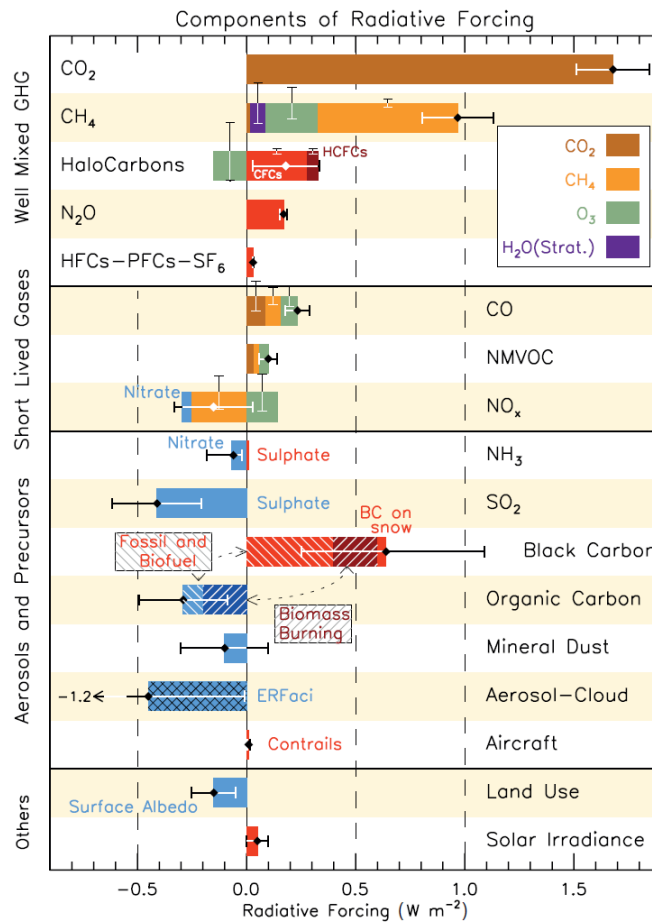 Components of Radiative Forcing
Well Mixed GHG
CO₂
CH₄
HaloCarbons
HCFCs
CFCs
N₂O
HFCs–PFCs–SF₆
CO₂
CH₄
O₃
H₂O(Strat.)
Short Lived Gases
CO
NMVOC
Nitrate
NOₓ
Aerosols and Precursors
Nitrate
Sulphate
NH₃
Sulphate
SO₂
BC on
snow
Fossil and
Biofuel
Black Carbon
Organic Carbon
Biomass
Burning
Mineral Dust
−1.2
ERFaci
Aerosol–Cloud
Contrails
Aircraft
Others
Land Use
Surface Albedo
Solar Irradiance
−0.5 0.0 0.5 1.0 1.5
Radiative Forcing (W m⁻²)